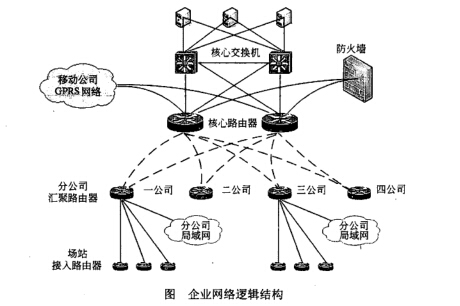 核心交换机
防火墙
移动公司
GPRS 网络
核心路由器
分公司
汇聚路由器
一公司
二公司
三公司
四公司
分公司
局域网
分公司
局域网
场站
接入路由器
图 企业网络逻辑结构